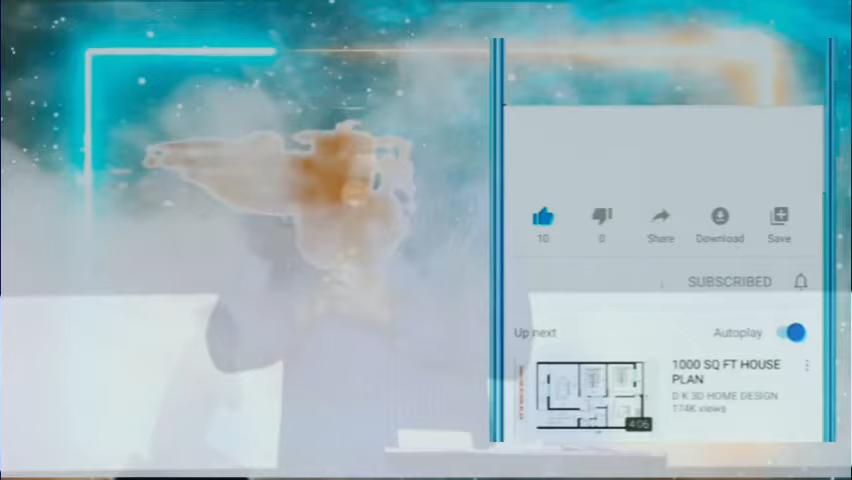 10
0
Share
Download
Save
SUBSCRIBED
Up next
Autoplay
1000 SQ FT HOUSE
PLAN
D K 3D HOME DESIGN
174K views
4:06